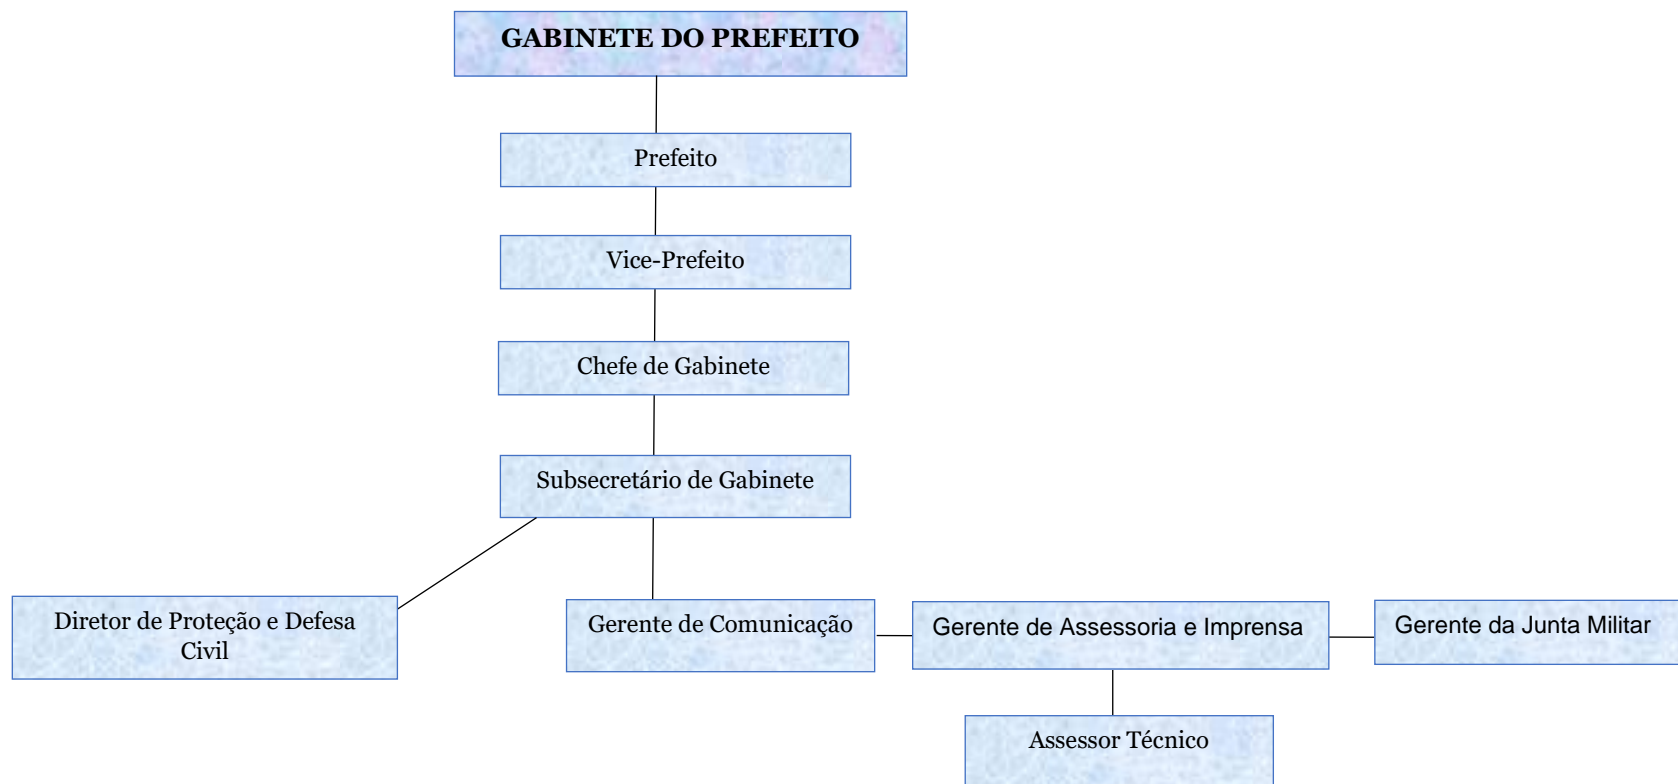 GABINETE DO PREFEITO
Prefeito
Vice-Prefeito
Chefe de Gabinete
Subsecretário de Gabinete
Diretor de Proteção e Defesa
Civil
Gerente de Comunicação
Gerente de Assessoria e Imprensa
Gerente da Junta Militar
Assessor Técnico